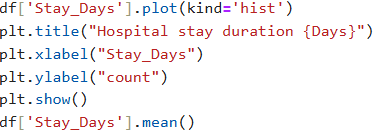 df['Stay_Days'].plot(kind='hist')
plt.title("Hospital stay duration {Days}")
plt.xlabel("Stay_Days")
plt.ylabel("count")
plt.show()
df['Stay_Days'].mean()